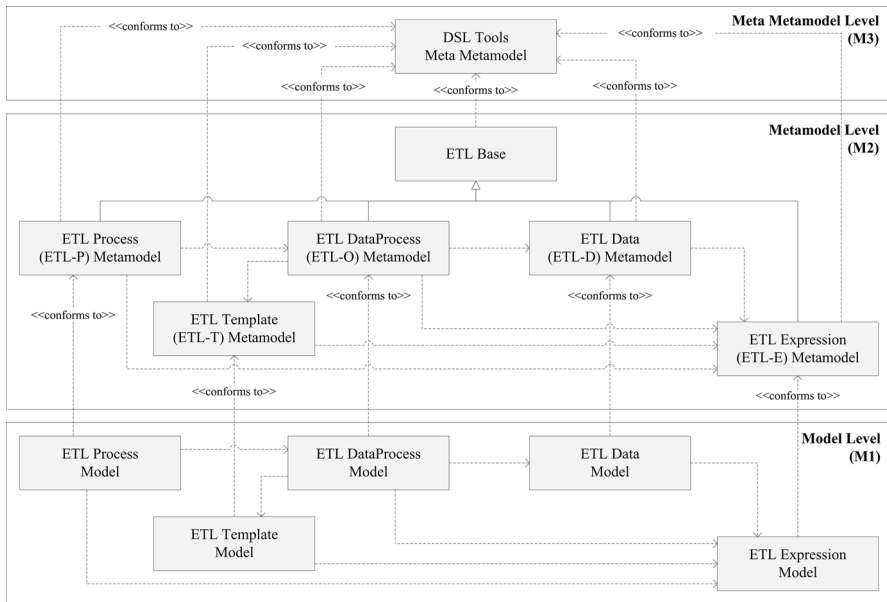 Meta Metamodel Level
(M3)
<<conforms to>>
<<conforms to>>
<<conforms to>>
DSL Tools
Meta Metamodel
<<conforms to>>
<<conforms to>>
<<conforms to>>
Metamodel Level
(M2)
ETL Base
ETL Process
(ETL-P) Metamodel
ETL DataProcess
(ETL-O) Metamodel
ETL Data
(ETL-D) Metamodel
<<conforms to>>
<<conforms to>>
<<conforms to>>
ETL Template
(ETL-T) Metamodel
ETL Expression
(ETL-E) Metamodel
<<conforms to>>
<<conforms to>>
Model Level
(M1)
ETL Process
Model
ETL DataProcess
Model
ETL Data
Model
ETL Template
Model
ETL Expression
Model